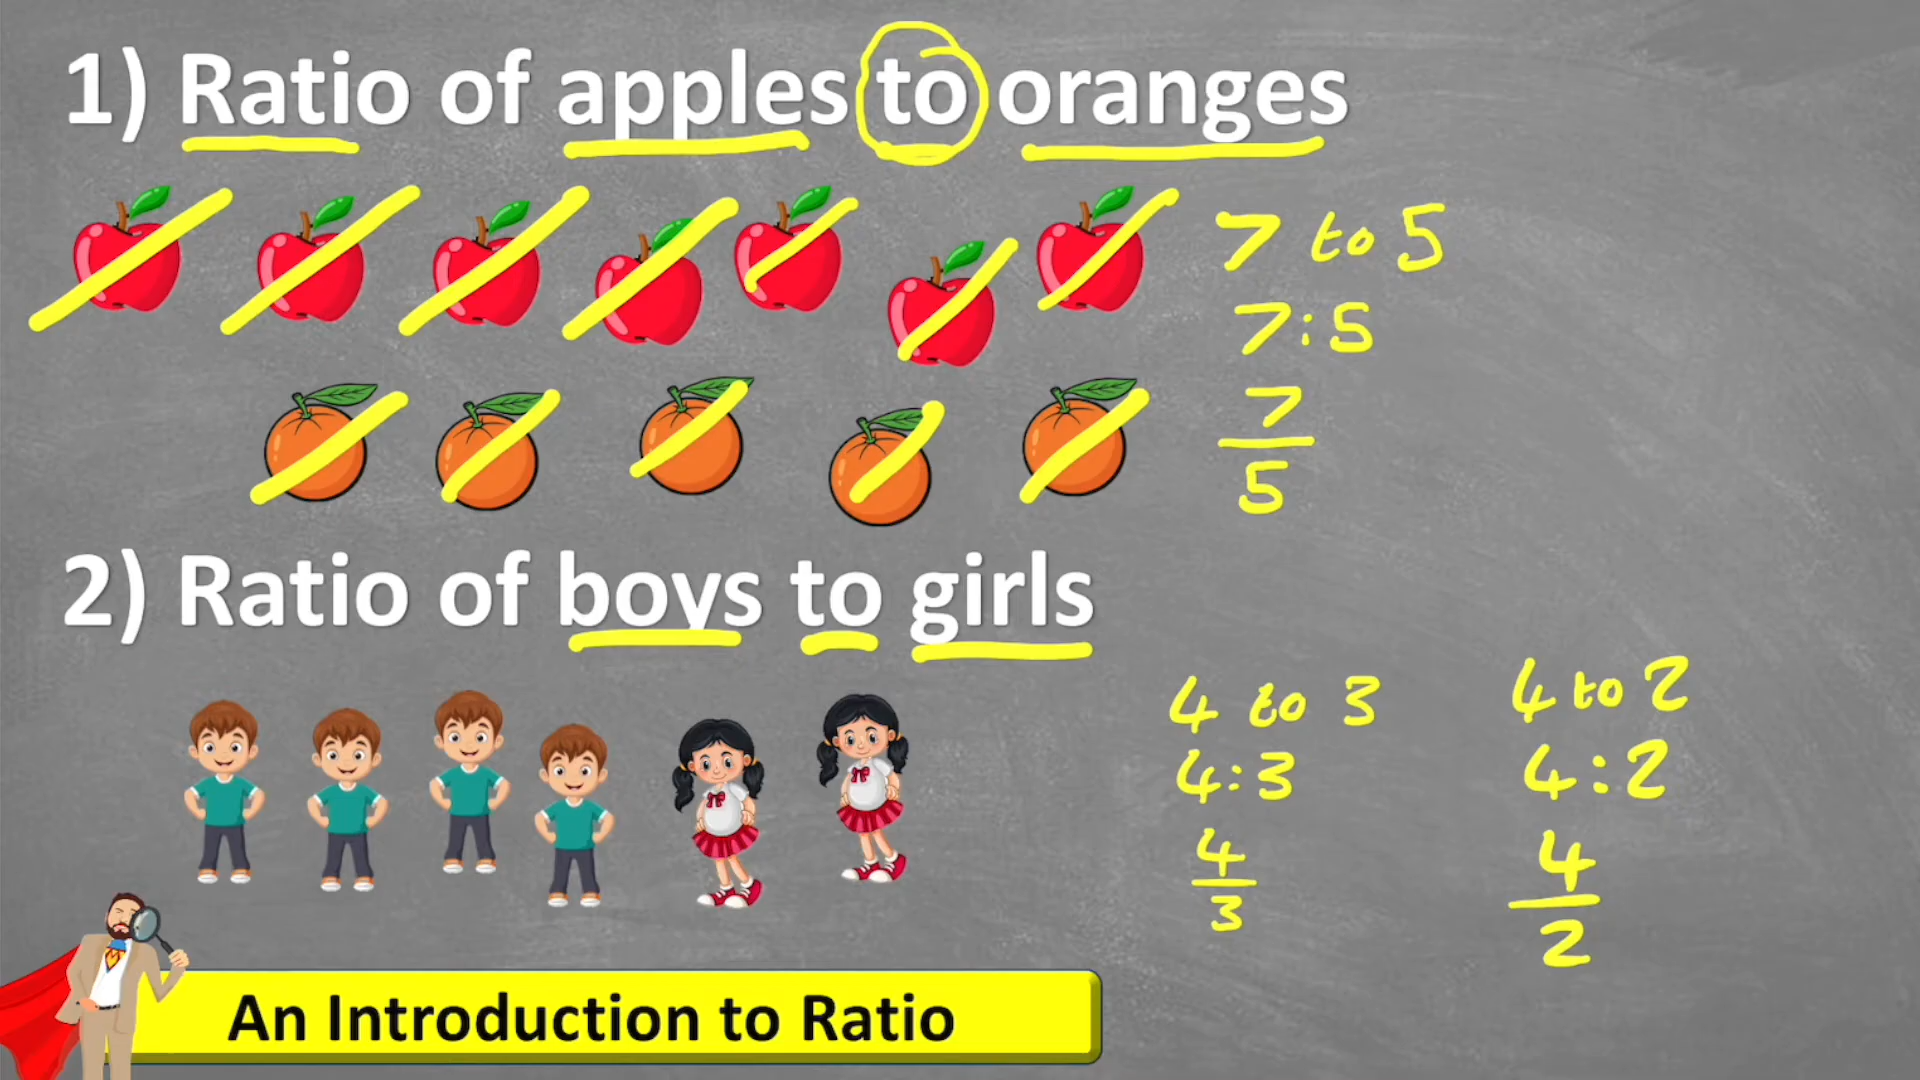 1) Ratio of apples to oranges
7 to 5
7:5
7
5
2) Ratio of boys to girls
4 to 3
4:3
4
3
4 to 2
4:2
4
2
An Introduction to Ratio